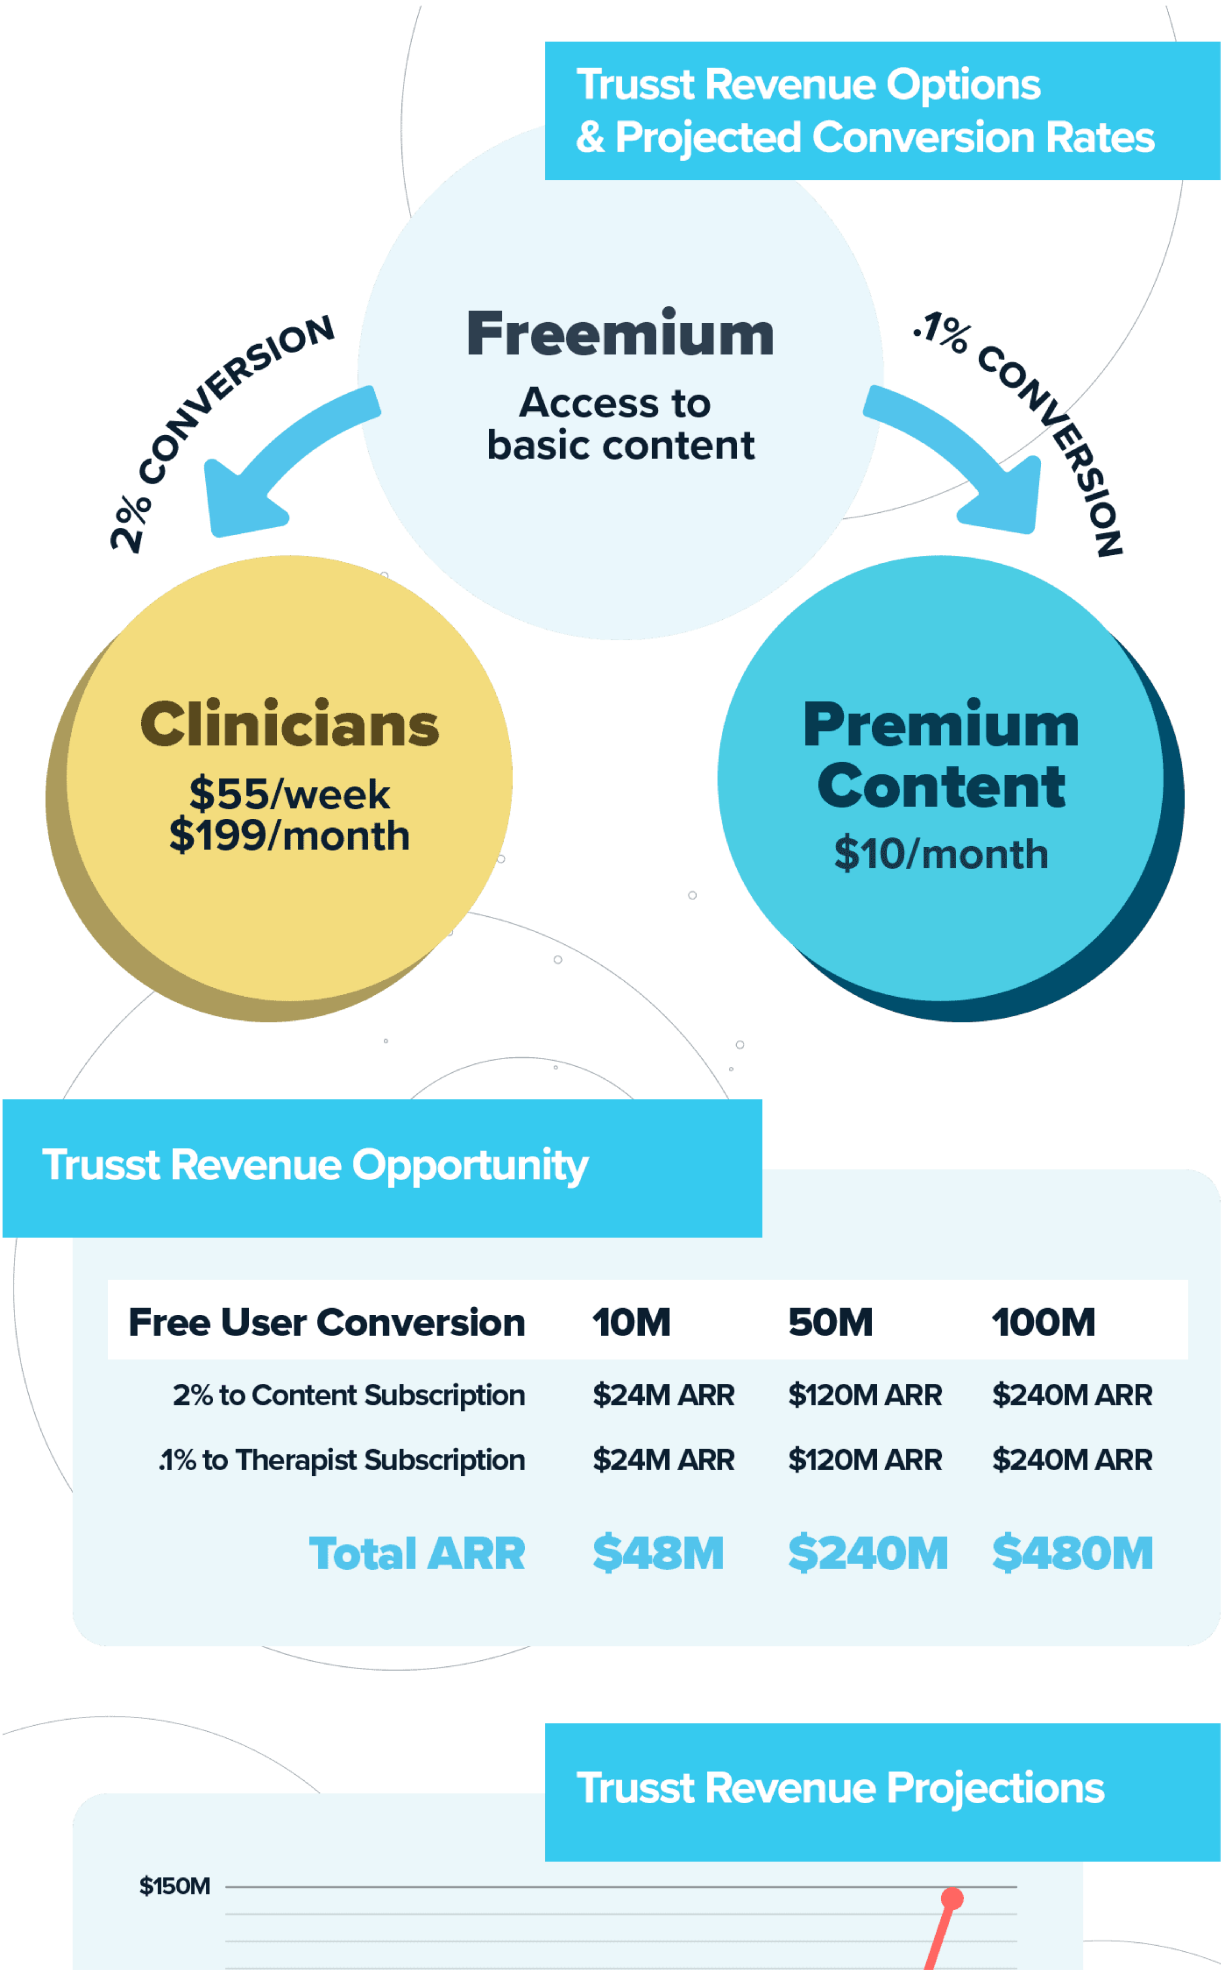 Trusst Revenue Options
& Projected Conversion Rates
Freemium
Access to
basic content
2% CONVERSION
.1% CONVERSION
Clinicians
$55/week
$199/month
Premium
Content
$10/month
Trusst Revenue Opportunity
Free User Conversion 10M 50M 100M
2% to Content Subscription $24M ARR $120M ARR $240M ARR
.1% to Therapist Subscription $24M ARR $120M ARR $240M ARR
Total ARR $48M $240M $480M
Trusst Revenue Projections
$150M